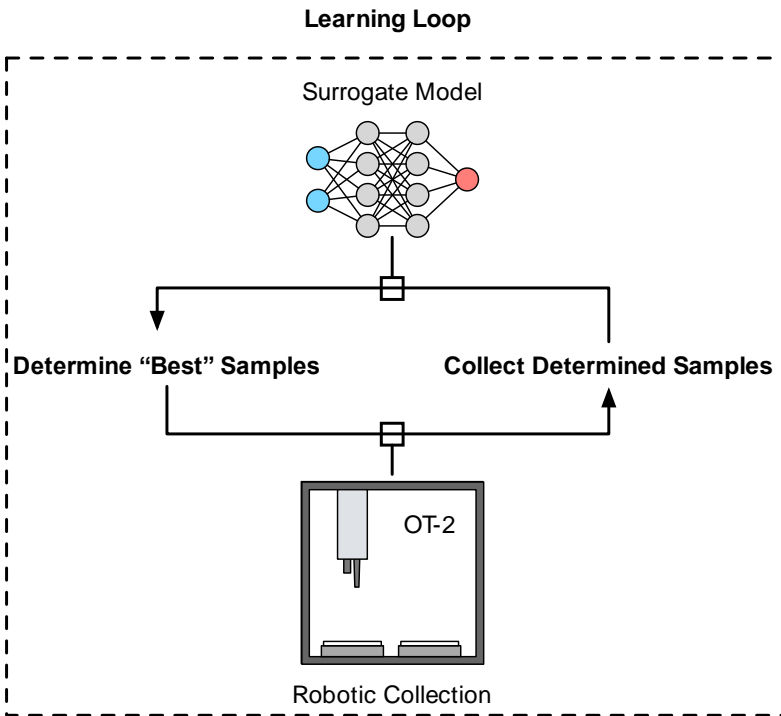 Learning Loop
Surrogate Model
Determine “Best” Samples
Collect Determined Samples
OT-2
Robotic Collection